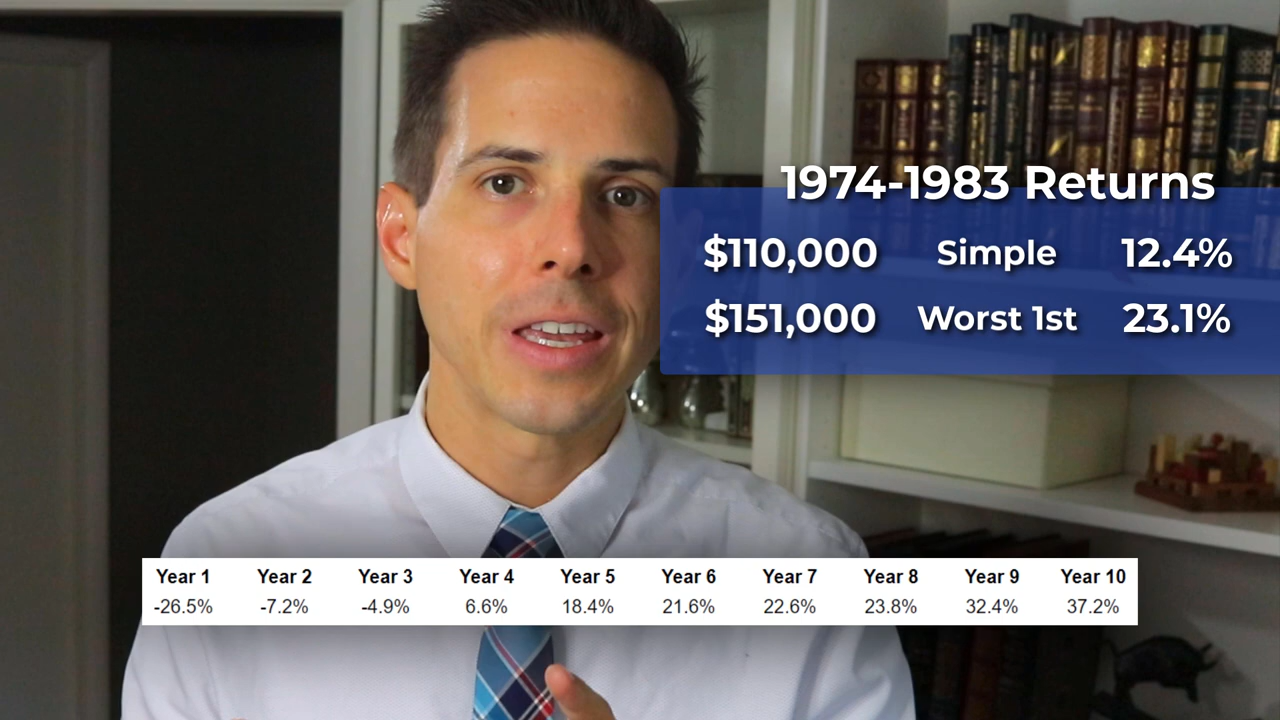 1974-1983 Returns
$110,000 Simple 12.4%
$151,000 Worst 1st 23.1%
Year 1 Year 2 Year 3 Year 4 Year 5 Year 6 Year 7 Year 8 Year 9 Year 10
-26.5% -7.2% -4.9% 6.6% 18.4% 21.6% 22.6% 23.8% 32.4% 37.2%